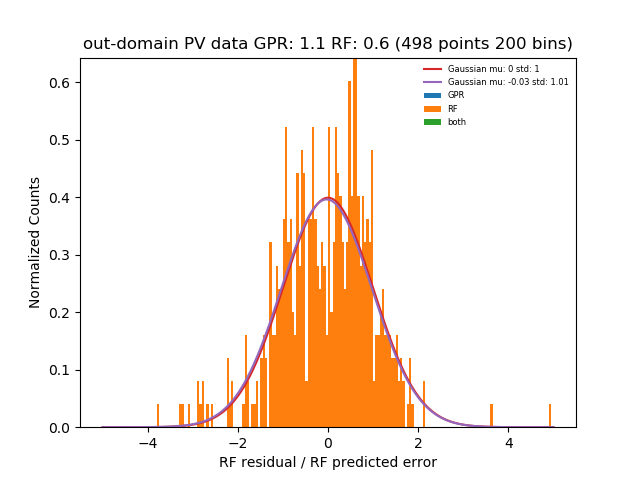 out-domain PV data GPR: 1.1 RF: 0.6 (498 points 200 bins)
Gaussian mu: 0 std: 1
Gaussian mu: -0.03 std: 1.01
GPR
RF
both
Normalized Counts
0.6
0.5
0.4
0.3
0.2
0.1
0.0
−4 −2 0 2 4
RF residual / RF predicted error